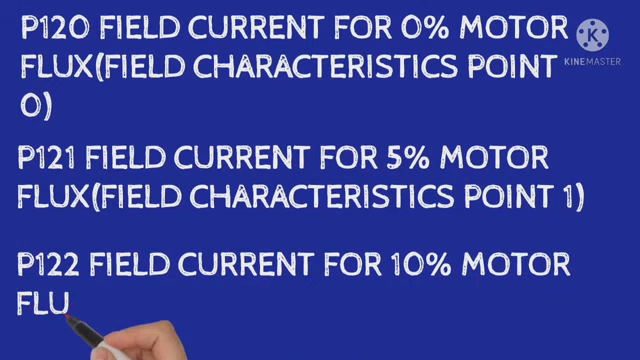 P120 FIELD CURRENT FOR 0% MOTOR
FLUX(FIELD CHARACTERISTICS POINT
0)
P121 FIELD CURRENT FOR 5% MOTOR
FLUX(FIELD CHARACTERISTICS POINT 1)
P122 FIELD CURRENT FOR 10% MOTOR
FLU
K
KINEMASTER